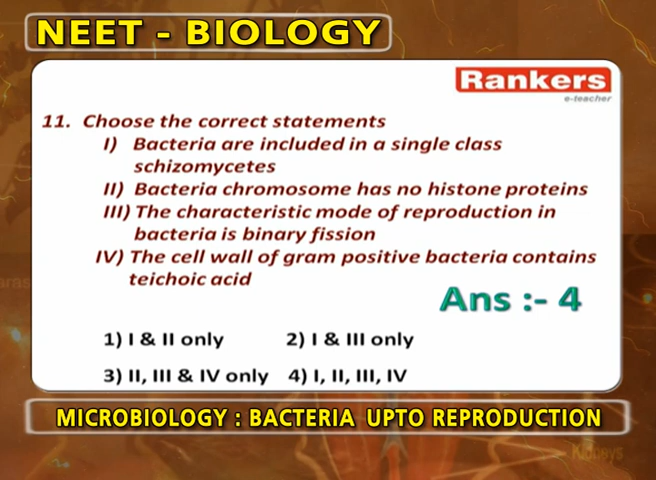 NEET - BIOLOGY
Rankers
e-teacher
11. Choose the correct statements
I) Bacteria are included in a single class
schizomycetes
II) Bacteria chromosome has no histone proteins
III) The characteristic mode of reproduction in
bacteria is binary fission
IV) The cell wall of gram positive bacteria contains
teichoic acid
Ans :- 4
1) I & II only 2) I & III only
3) II, III & IV only 4) I, II, III, IV
MICROBIOLOGY : BACTERIA UPTO REPRODUCTION
Kidneys